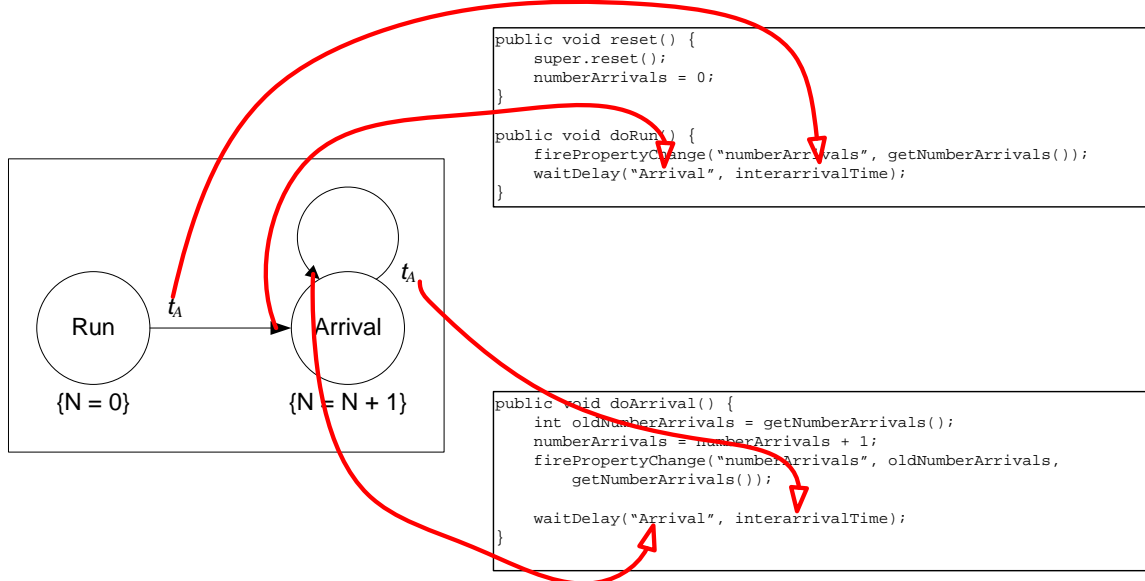 public void reset() {
super.reset();
numberArrivals = 0;
}
public void doRun() {
firePropertyChange(“numberArrivals”, getNumberArrivals());
waitDelay(“Arrival”, interarrivalTime);
}
tA
tA
Run
Arrival
{N = 0}
{N = N + 1}
public void doArrival() {
int oldNumberArrivals = getNumberArrivals();
numberArrivals = numberArrivals + 1;
firePropertyChange(“numberArrivals”, oldNumberArrivals,
getNumberArrivals());
waitDelay(“Arrival”, interarrivalTime);
}